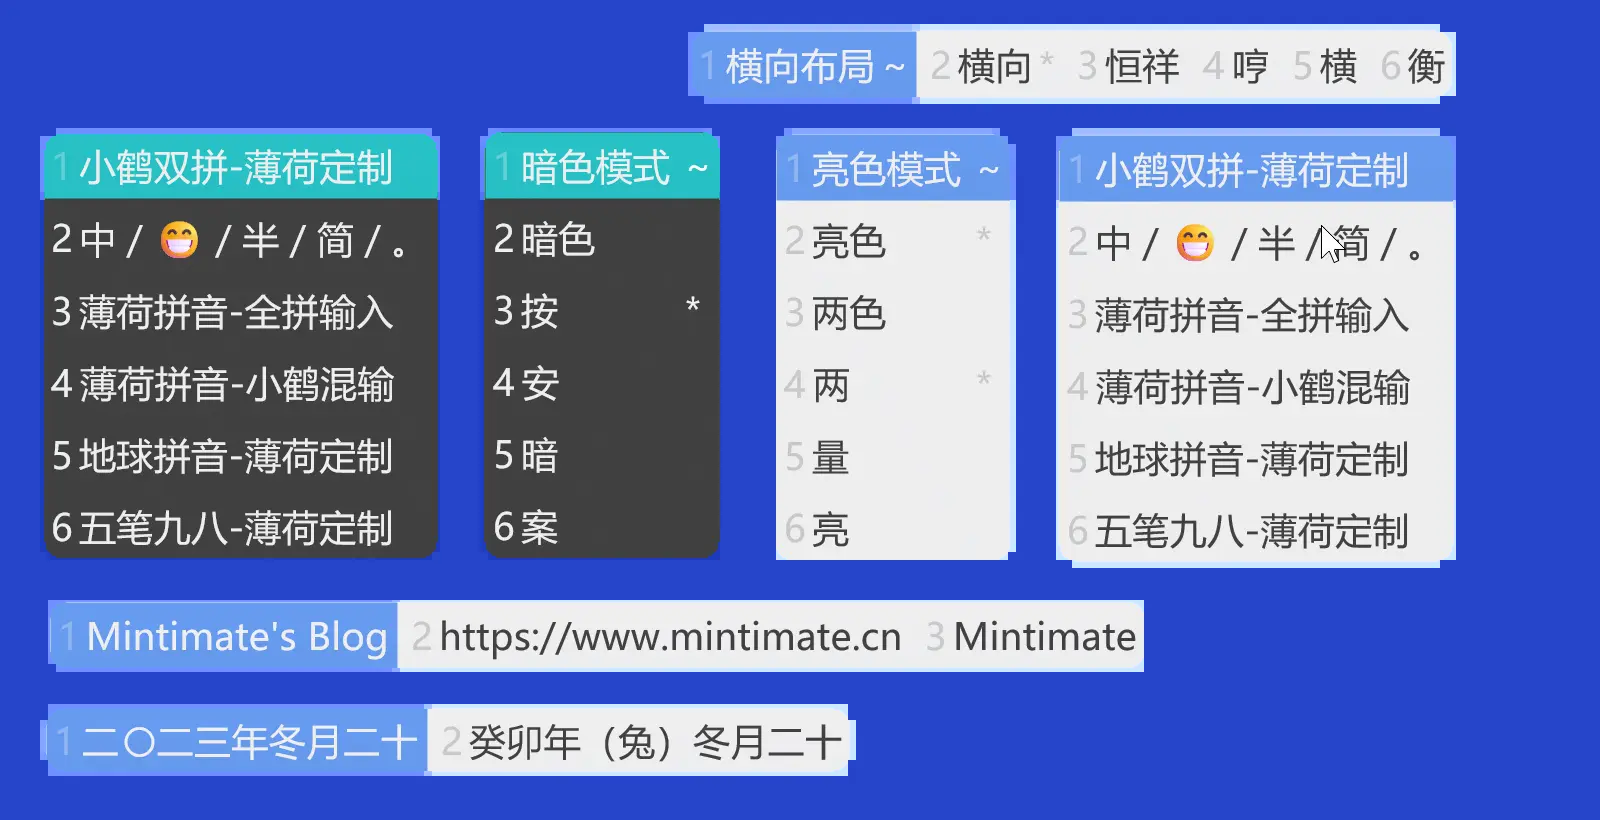 1 横向布局 ~ 2 横向 * 3 恒祥 4 哼 5 横 6 衡
1 小鹤双拼-薄荷定制
2 中 / 😁 / 半 / 简 / 。
3 薄荷拼音-全拼输入
4 薄荷拼音-小鹤混输
5 地球拼音-薄荷定制
6 五笔九八-薄荷定制
1 暗色模式 ~
2 暗色
3 按 *
4 安
5 暗
6 案
1 亮色模式 ~
2 亮色 *
3 两色
4 两 *
5 量
6 亮
1 小鹤双拼-薄荷定制
2 中 / 😁 / 半 / 简 / 。
3 薄荷拼音-全拼输入
4 薄荷拼音-小鹤混输
5 地球拼音-薄荷定制
6 五笔九八-薄荷定制
1 Mintimate's Blog 2 https://www.mintimate.cn 3 Mintimate
1 二〇二三年冬月二十 2 癸卯年（兔）冬月二十